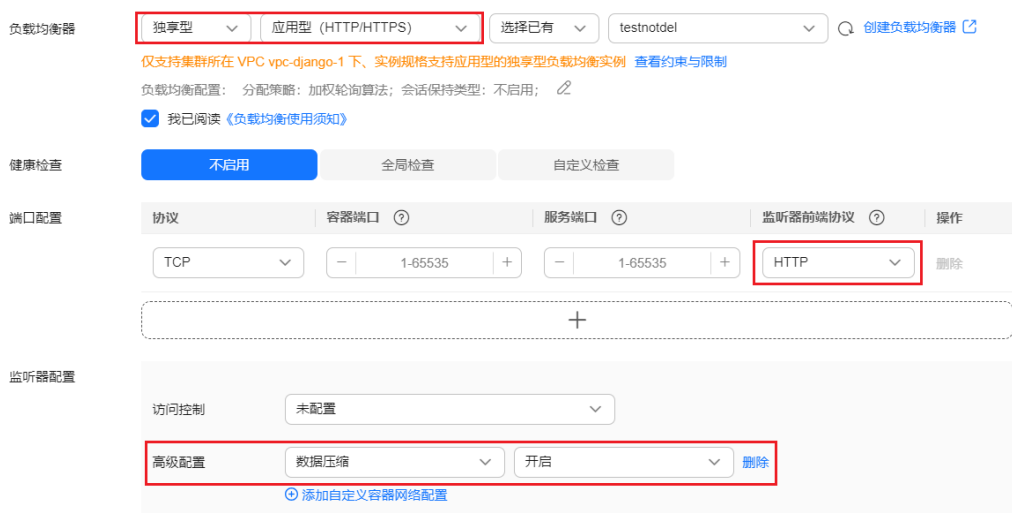 负载均衡器 独享型 应用型（HTTP/HTTPS） 选择已有 testnotdel 创建负载均衡器
仅支持集群所在 VPC vpc-django-1 下、实例规格支持应用型的独享型负载均衡实例 查看约束与限制
负载均衡配置： 分配策略：加权轮询算法；会话保持类型：不启用；
我已阅读《负载均衡使用须知》
健康检查 不启用 全局检查 自定义检查
端口配置 协议 容器端口 ? 服务端口 ? 监听器前端协议 ? 操作
TCP − 1-65535 + − 1-65535 + HTTP 删除
+
监听器配置
访问控制 未配置
高级配置 数据压缩 开启 删除
添加自定义容器网络配置